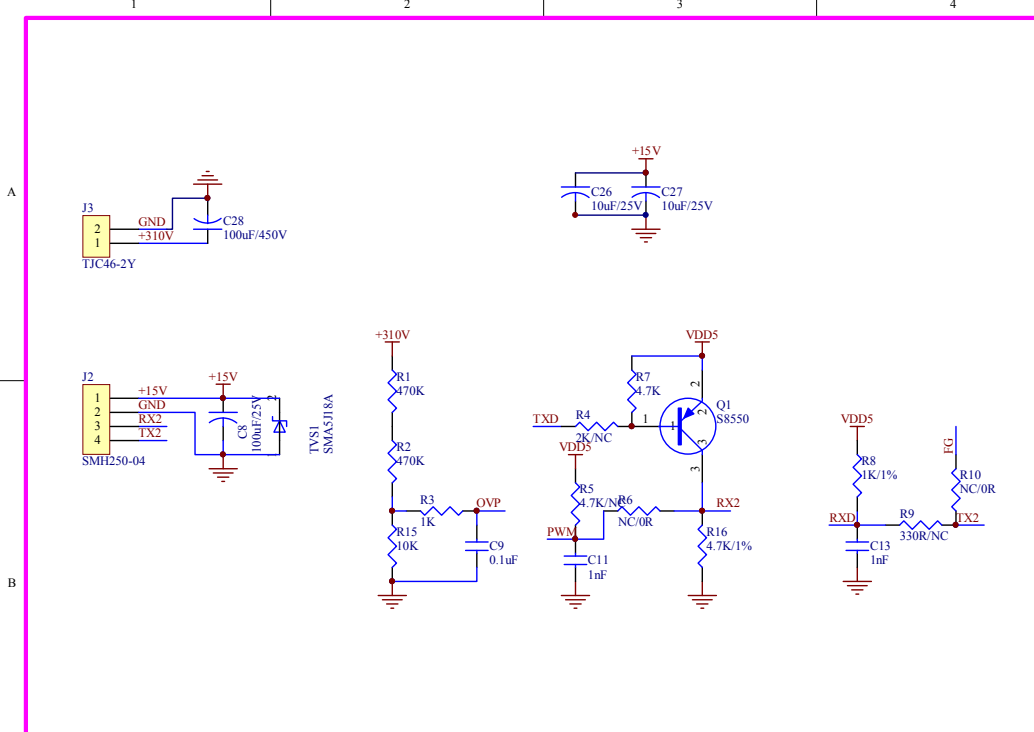 1
2
3
4
A
B
+15V
C26
10uF/25V
C27
10uF/25V
J3
2
1
GND
+310V
TJC46-2Y
C28
100uF/450V
J2
1
2
3
4
+15V
GND
RX2
TX2
SMH250-04
+15V
C8
100uF/25V
2
TVS1
SMA5J18A
+310V
R1
470K
R2
470K
R3
1K
OVP
R15
10K
C9
0.1uF
VDD5
R7
4.7K
2
2
Q1
S8550
TXD
R4
2K/NC
1
1
3
3
VDD5
R5
4.7K/NC
R6
NC/0R
RX2
PWM
C11
1nF
R16
4.7K/1%
VDD5
R8
1K/1%
FG
R10
NC/0R
RXD
R9
330R/NC
TX2
C13
1nF